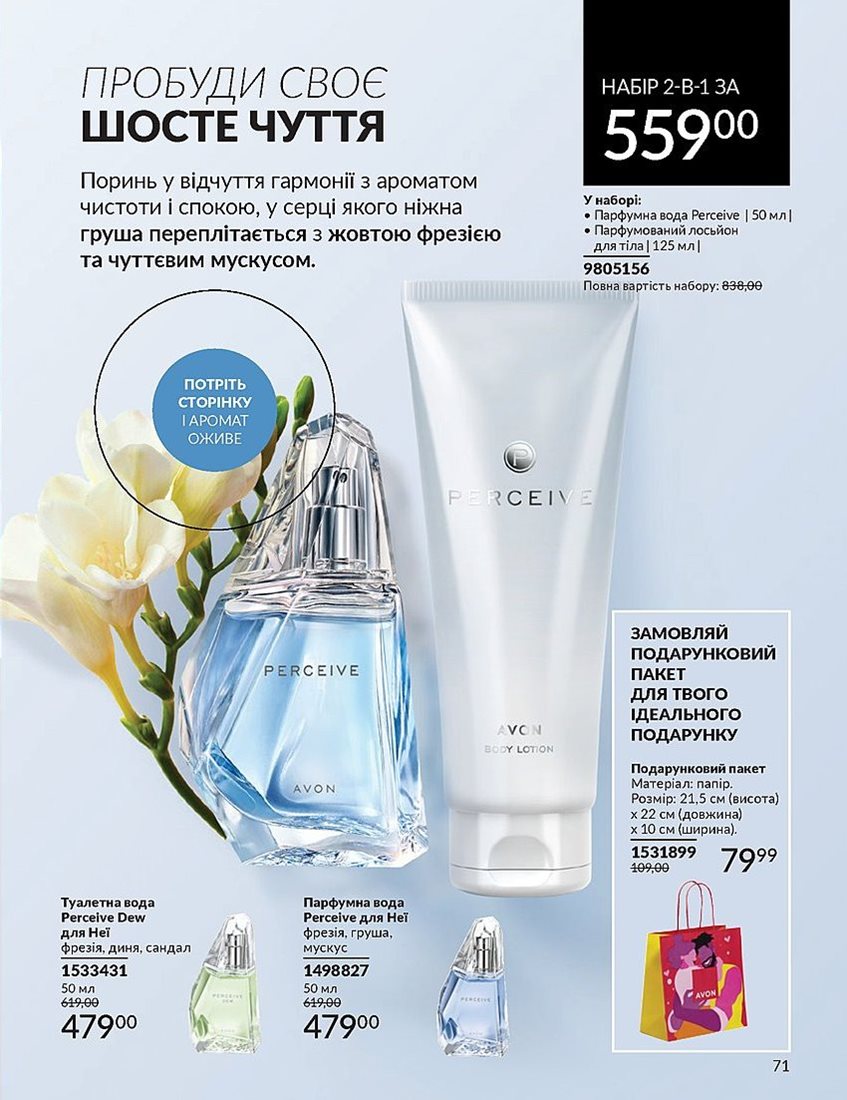 ПРОБУДИ СВОЄ
ШОСТЕ ЧУТТЯ
Поринь у відчуття гармонії з ароматом
чистоти і спокою, у серці якого ніжна
груша переплітається з жовтою фрезією
та чуттєвим мускусом.
НАБІР 2-В-1 ЗА
559⁰⁰
У наборі:
• Парфумна вода Perceive | 50 мл |
• Парфумований лосьйон
для тіла | 125 мл |
9805156
Повна вартість набору: 838,00
ПОТРІТЬ
СТОРІНКУ
І АРОМАТ
ОЖИВЕ
PERCEIVE
AVON
PERCEIVE
AVON
BODY LOTION
ЗАМОВЛЯЙ
ПОДАРУНКОВИЙ
ПАКЕТ
ДЛЯ ТВОГО
ІДЕАЛЬНОГО
ПОДАРУНКУ
Подарунковий пакет
Матеріал: папір.
Розмір: 21,5 см (висота)
х 22 см (довжина)
х 10 см (ширина).
1531899
109,00
79⁹⁹
AVON
Туалетна вода
Perceive Dew
для Неї
фрезія, диня, сандал
1533431
50 мл
619,00
479⁰⁰
PERCEIVE
DEW
Парфумна вода
Perceive для Неї
фрезія, груша,
мускус
1498827
50 мл
619,00
479⁰⁰
PERCEIVE
71